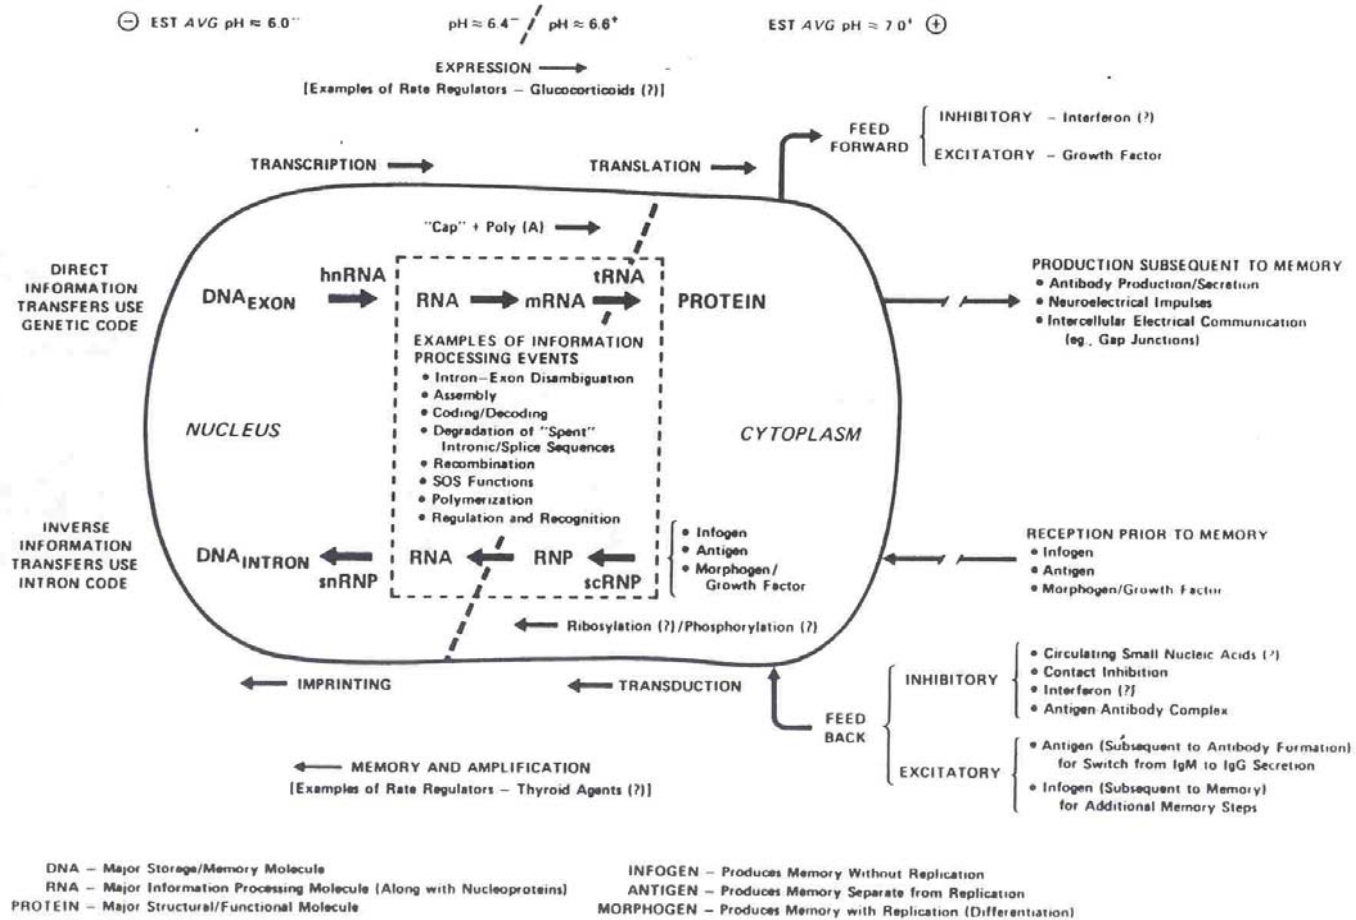 ⊖ EST AVG pH ≈ 6.0⁻
pH ≈ 6.4⁻ / pH ≈ 6.6⁺
EST AVG pH ≈ 7.0⁺ ⊕
EXPRESSION →
[Examples of Rate Regulators – Glucocorticoids (?)]
FEED
FORWARD
INHIBITORY – Interferon (?)
EXCITATORY – Growth Factor
TRANSCRIPTION →
TRANSLATION →
"Cap" + Poly (A) →
DIRECT
INFORMATION
TRANSFERS USE
GENETIC CODE
hnRNA
tRNA
DNA EXON → RNA → mRNA → PROTEIN
PRODUCTION SUBSEQUENT TO MEMORY
• Antibody Production/Secretion
• Neuroelectrical Impulses
• Intercellular Electrical Communication
(eg., Gap Junctions)
EXAMPLES OF INFORMATION
PROCESSING EVENTS
• Intron–Exon Disambiguation
• Assembly
• Coding/Decoding
• Degradation of "Spent"
Intronic/Splice Sequences
• Recombination
• SOS Functions
• Polymerization
• Regulation and Recognition
NUCLEUS
CYTOPLASM
INVERSE
INFORMATION
TRANSFERS USE
INTRON CODE
DNA INTRON ← RNA ← RNP ←
snRNP
scRNP
• Infogen
• Antigen
• Morphogen/
Growth Factor
RECEPTION PRIOR TO MEMORY
• Infogen
• Antigen
• Morphogen/Growth Factor
← Ribosylation (?)/Phosphorylation (?)
← IMPRINTING
← TRANSDUCTION
FEED
BACK
INHIBITORY
• Circulating Small Nucleic Acids (?)
• Contact Inhibition
• Interferon (?)
• Antigen-Antibody Complex
EXCITATORY
• Antigen (Subsequent to Antibody Formation)
for Switch from IgM to IgG Secretion
• Infogen (Subsequent to Memory)
for Additional Memory Steps
← MEMORY AND AMPLIFICATION
[Examples of Rate Regulators – Thyroid Agents (?)]
DNA – Major Storage/Memory Molecule
RNA – Major Information Processing Molecule (Along with Nucleoproteins)
PROTEIN – Major Structural/Functional Molecule
INFOGEN – Produces Memory Without Replication
ANTIGEN – Produces Memory Separate from Replication
MORPHOGEN – Produces Memory with Replication (Differentiation)